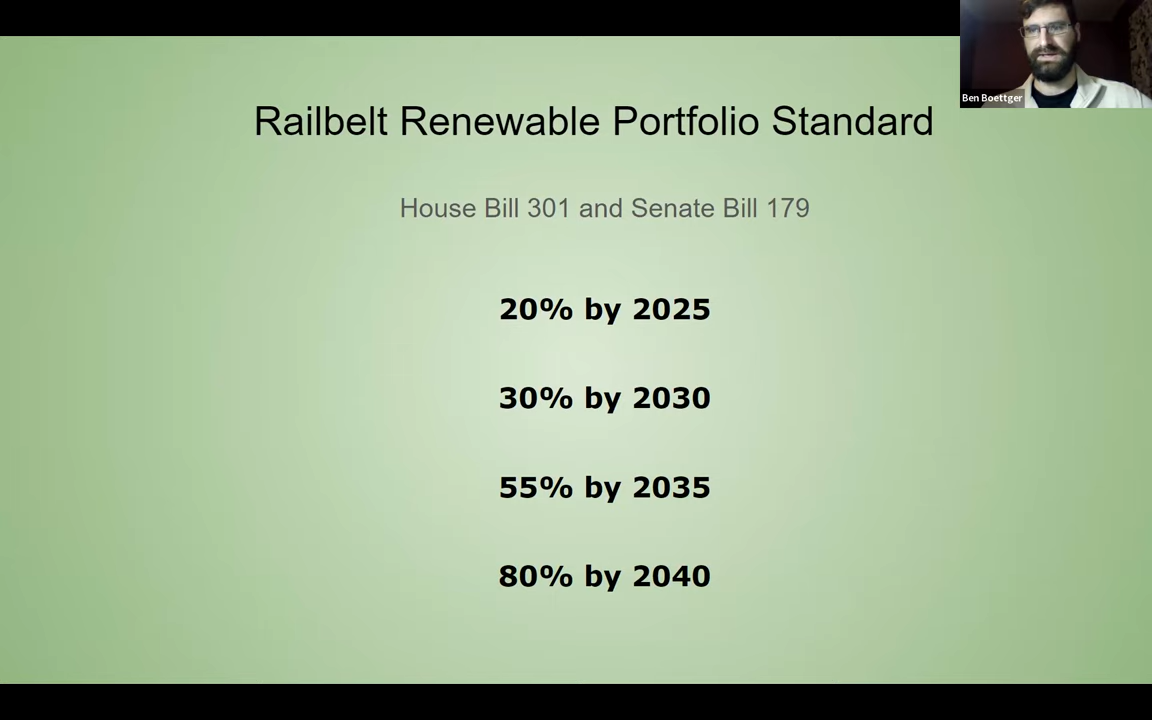 Railbelt Renewable Portfolio Standard
House Bill 301 and Senate Bill 179
20% by 2025
30% by 2030
55% by 2035
80% by 2040
Ben Boettger